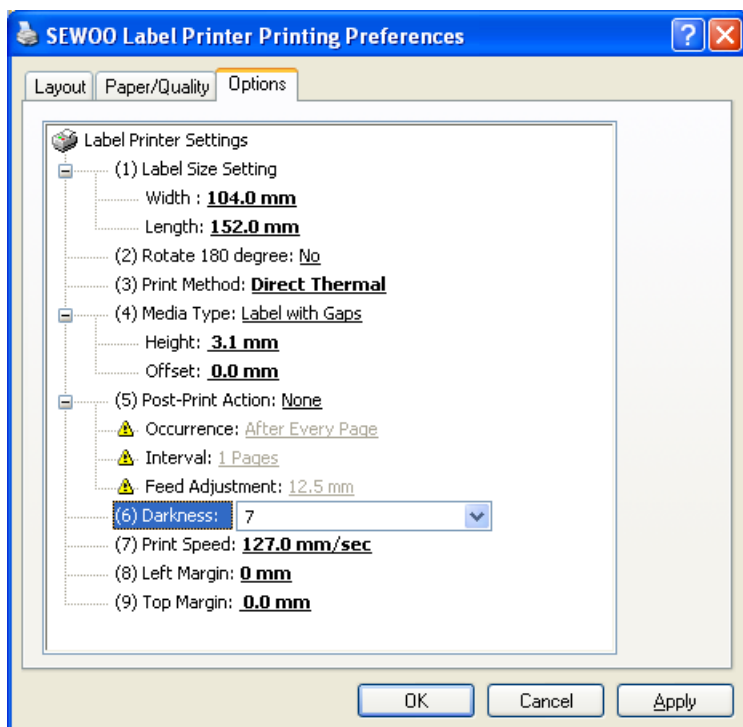 SEWOO Label Printer Printing Preferences
Layout Paper/Quality Options
Label Printer Settings
(1) Label Size Setting
Width : 104.0 mm
Length: 152.0 mm
(2) Rotate 180 degree: No
(3) Print Method: Direct Thermal
(4) Media Type: Label with Gaps
Height: 3.1 mm
Offset: 0.0 mm
(5) Post-Print Action: None
Occurrence: After Every Page
Interval: 1 Pages
Feed Adjustment: 12.5 mm
(6) Darkness: 7
(7) Print Speed: 127.0 mm/sec
(8) Left Margin: 0 mm
(9) Top Margin: 0.0 mm
OK Cancel Apply